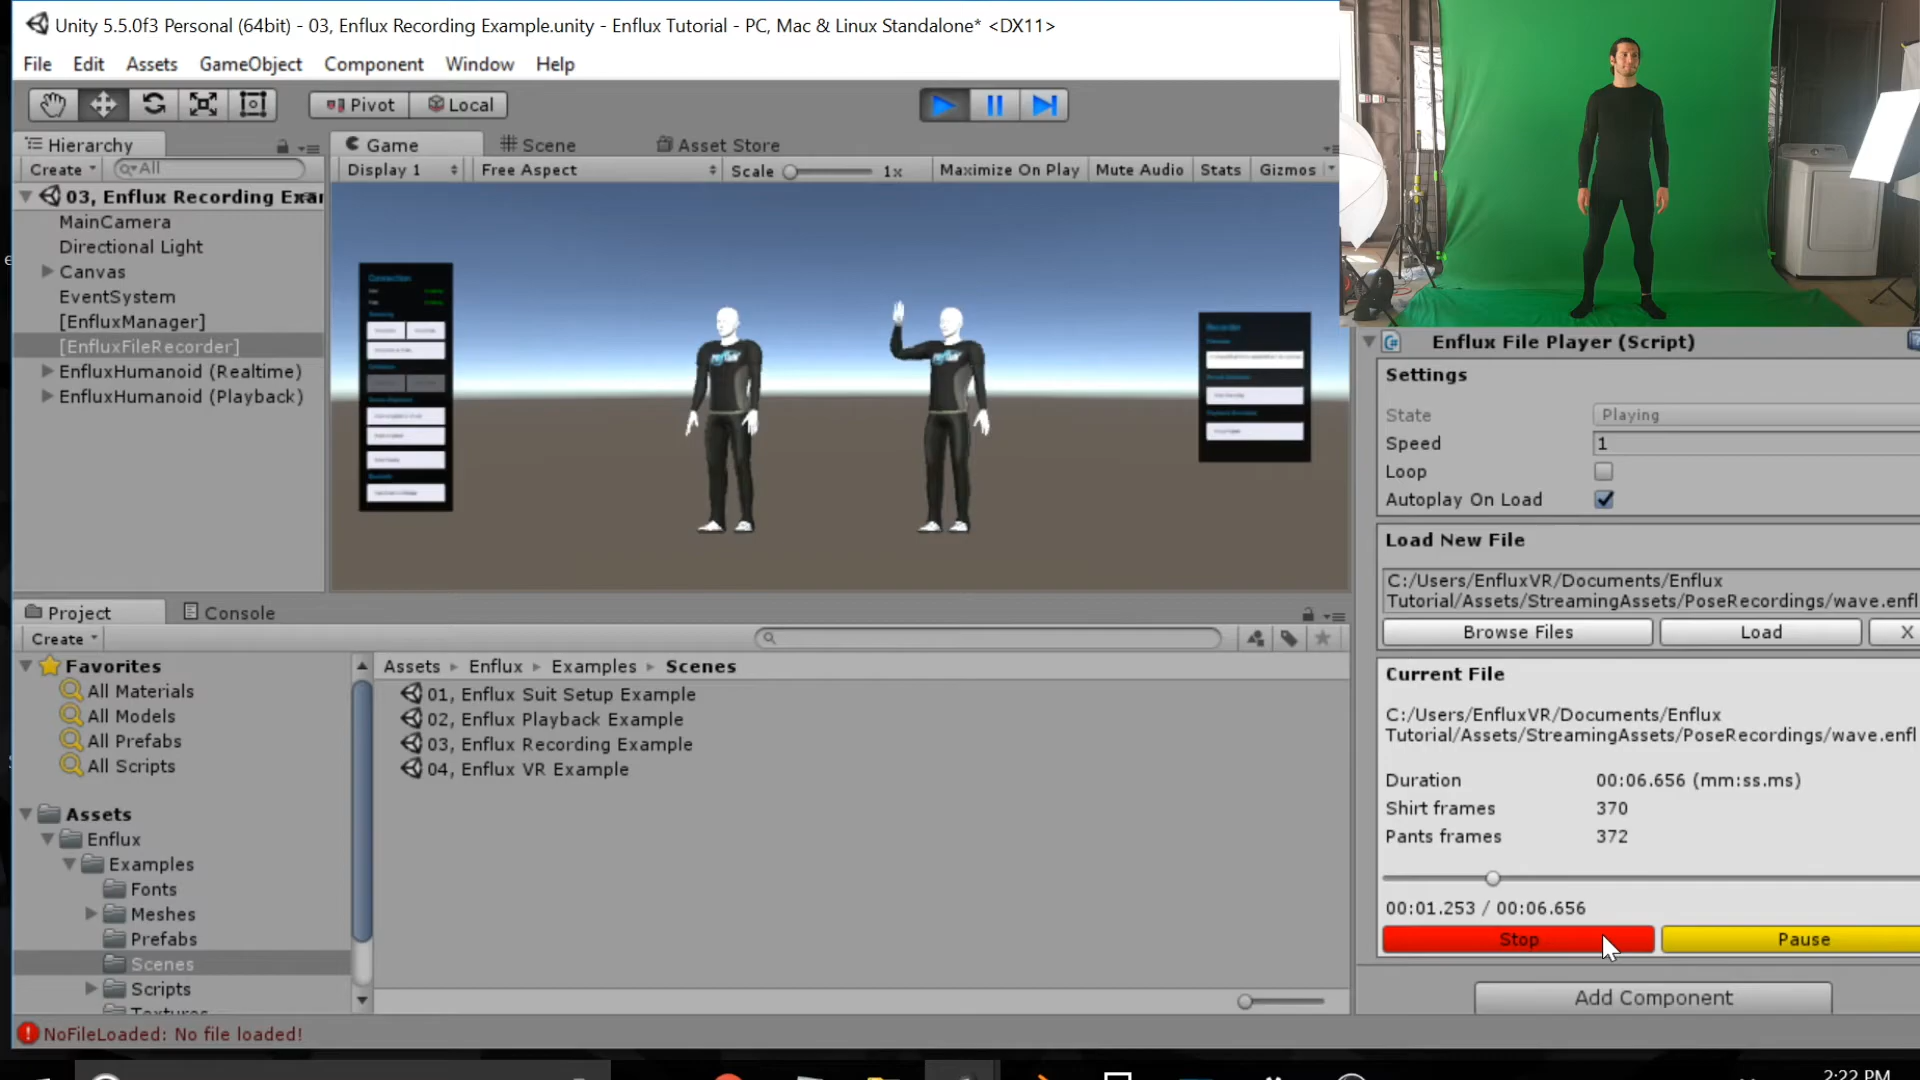 Unity 5.5.0f3 Personal (64bit) - 03, Enflux Recording Example.unity - Enflux Tutorial - PC, Mac & Linux Standalone* <DX11>
File Edit Assets GameObject Component Window Help
Pivot Local
Hierarchy
Create All
03, Enflux Recording Exar
MainCamera
Directional Light
Canvas
EventSystem
[EnfluxManager]
[EnfluxFileRecorder]
EnfluxHumanoid (Realtime)
EnfluxHumanoid (Playback)
Game Scene Asset Store
Display 1 Free Aspect Scale 1x Maximize On Play Mute Audio Stats Gizmos
Connection
Recorder
Enflux File Player (Script)
Settings
State Playing
Speed 1
Loop
Autoplay On Load
Load New File
C:/Users/EnfluxVR/Documents/Enflux
Tutorial/Assets/StreamingAssets/PoseRecordings/wave.enfl
Browse Files Load X
Current File
C:/Users/EnfluxVR/Documents/Enflux
Tutorial/Assets/StreamingAssets/PoseRecordings/wave.enfl
Duration 00:06.656 (mm:ss.ms)
Shirt frames 370
Pants frames 372
00:01.253 / 00:06.656
Stop Pause
Add Component
Project Console
Create
Favorites
All Materials
All Models
All Prefabs
All Scripts
Assets
Enflux
Examples
Fonts
Meshes
Prefabs
Scenes
Scripts
Textures
Assets Enflux Examples Scenes
01, Enflux Suit Setup Example
02, Enflux Playback Example
03, Enflux Recording Example
04, Enflux VR Example
NoFileLoaded: No file loaded!
2:22 PM